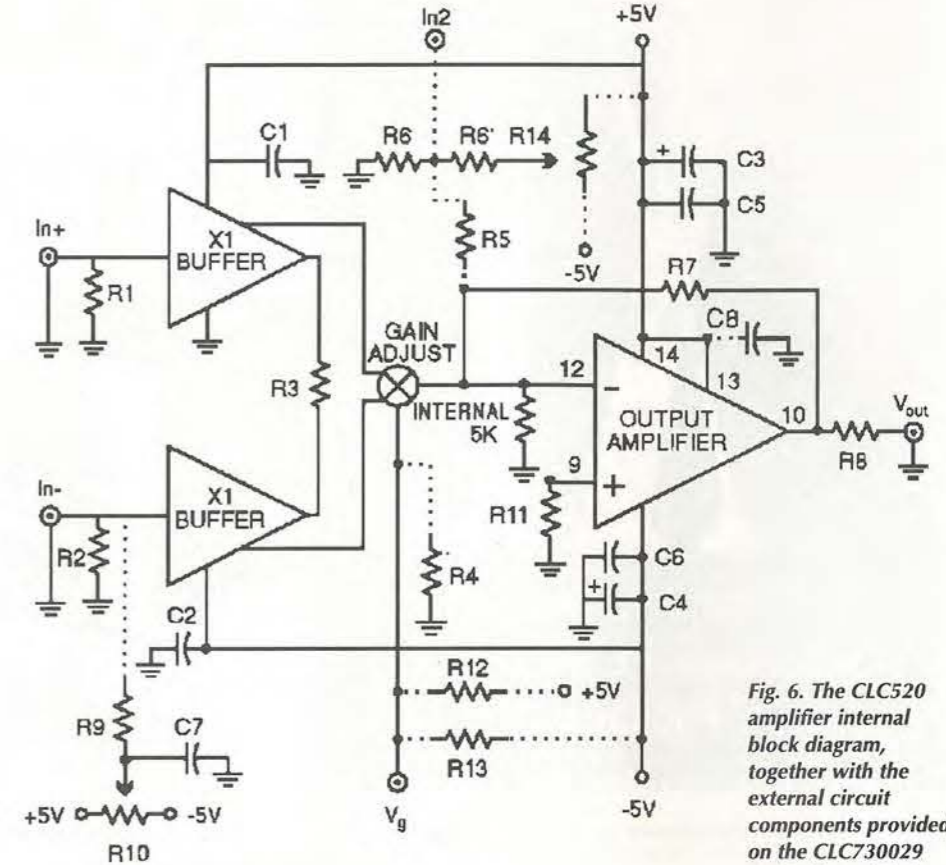 In2
+5V
C1
R6
R6'
R14
+
C3
C5
In+
X1
BUFFER
R5
-5V
R1
R7
GAIN
ADJUST
C8
R3
12
14
13
INTERNAL
5K
−
OUTPUT
AMPLIFIER
10
Vout
R8
In-
X1
BUFFER
9
+
R11
R2
R4
C6
+
C4
C2
R12
+5V
R9
C7
R13
+5V
-5V
Vg
-5V
R10
Fig. 6. The CLC520
amplifier internal
block diagram,
together with the
external circuit
components provided
on the CLC730029